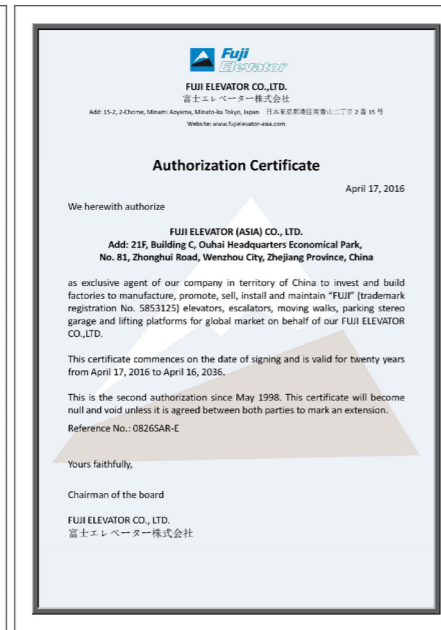 Fuji
Elevator
FUJI ELEVATOR CO.,LTD.
富士エレベーター株式会社
Add: 15-2, 2-Chome, Minami Aoyama, Minato-ku Tokyo, Japan 日本東京都港区南青山二丁目 2 番 15 号
Website: www.fujielevator-asia.com
Authorization Certificate
April 17, 2016
We herewith authorize
FUJI ELEVATOR (ASIA) CO., LTD.
Add: 21F, Building C, Ouhai Headquarters Economical Park,
No. 81, Zhonghui Road, Wenzhou City, Zhejiang Province, China
as exclusive agent of our company in territory of China to invest and build
factories to manufacture, promote, sell, install and maintain "FUJI" (trademark
registration No. 5853125) elevators, escalators, moving walks, parking stereo
garage and lifting platforms for global market on behalf of our FUJI ELEVATOR
CO.,LTD.
This certificate commences on the date of signing and is valid for twenty years
from April 17, 2016 to April 16, 2036.
This is the second authorization since May 1998. This certificate will become
null and void unless it is agreed between both parties to mark an extension.
Reference No.: 0826SAR-E
Yours faithfully,
Chairman of the board
FUJI ELEVATOR CO., LTD.
富士エレベーター株式会社